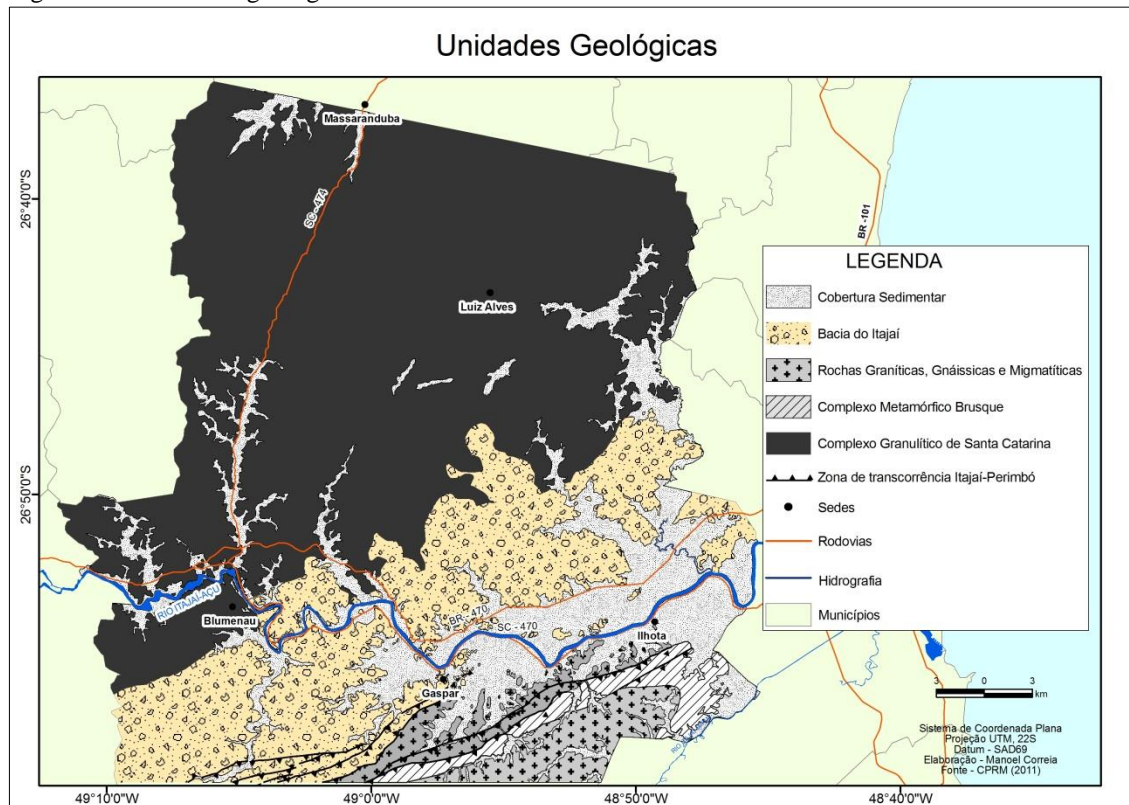 Unidades Geológicas
Massaranduba
26°40'0"S
SC - 474
BR -101
Luiz Alves
LEGENDA
Cobertura Sedimentar
Bacia do Itajaí
Rochas Graníticas, Gnáissicas e Migmatíticas
Complexo Metamórfico Brusque
Complexo Granulítico de Santa Catarina
Zona de transcorrência Itajaí-Perimbó
Sedes
Rodovias
Hidrografia
Municípios
26°50'0"S
RIO ITAJAÍ-AÇU
Blumenau
BR-470
SC - 470
Ilhota
Gaspar
3 0 3
km
Sistema de Coordenada Plana
Projeção UTM, 22S
Datum - SAD69
Elaboração - Manoel Correia
Fonte - CPRM (2011)
49°10'0"W
49°0'0"W
48°50'0"W
48°40'0"W